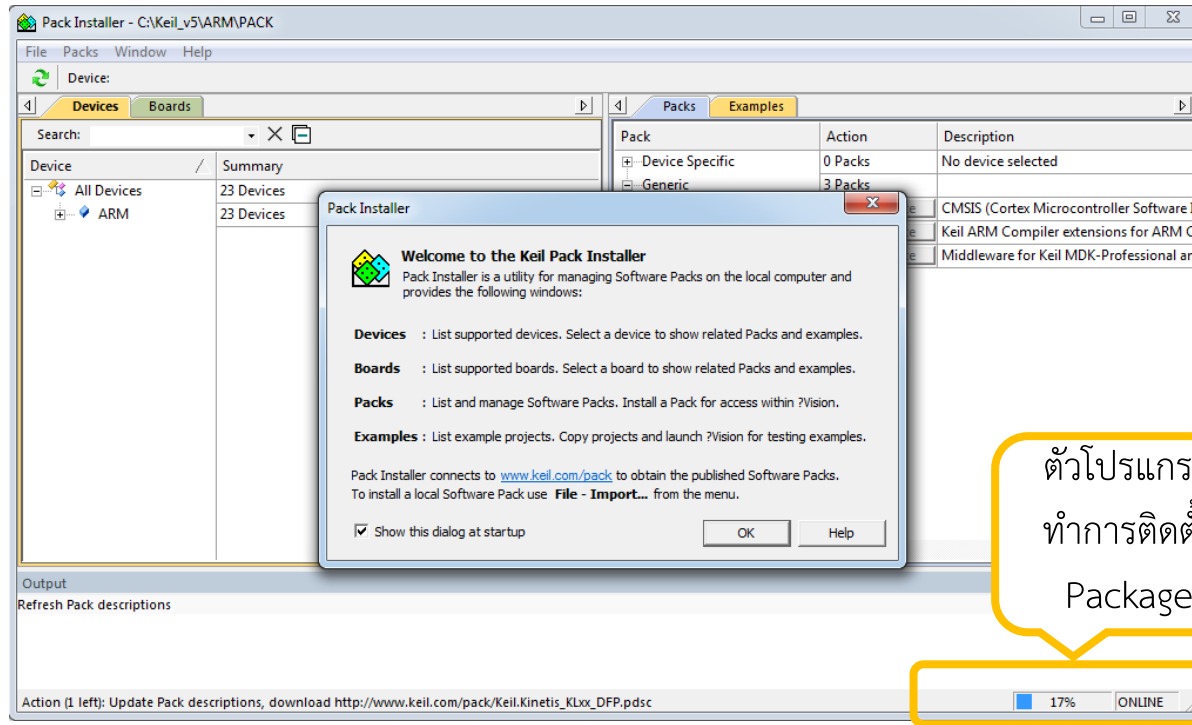 Pack Installer - C:\Keil_v5\ARM\PACK
File Packs Window Help
Device:
Devices Boards
Packs Examples
Search:
Device / Summary
All Devices 23 Devices
ARM 23 Devices
Pack Action Description
Device Specific 0 Packs No device selected
Generic 3 Packs
CMSIS (Cortex Microcontroller Software
Keil ARM Compiler extensions for ARM
Middleware for Keil MDK-Professional
Pack Installer
Welcome to the Keil Pack Installer
Pack Installer is a utility for managing Software Packs on the local computer and
provides the following windows:
Devices : List supported devices. Select a device to show related Packs and examples.
Boards : List supported boards. Select a board to show related Packs and examples.
Packs : List and manage Software Packs. Install a Pack for access within ?Vision.
Examples : List example projects. Copy projects and launch ?Vision for testing examples.
Pack Installer connects to www.keil.com/pack to obtain the published Software Packs.
To install a local Software Pack use File - Import... from the menu.
Show this dialog at startup
OK Help
ตัวโปรแกร
ทำการติดตั้
Package
Output
Refresh Pack descriptions
Action (1 left): Update Pack descriptions, download http://www.keil.com/pack/Keil.Kinetis_KLxx_DFP.pdsc
17% ONLINE